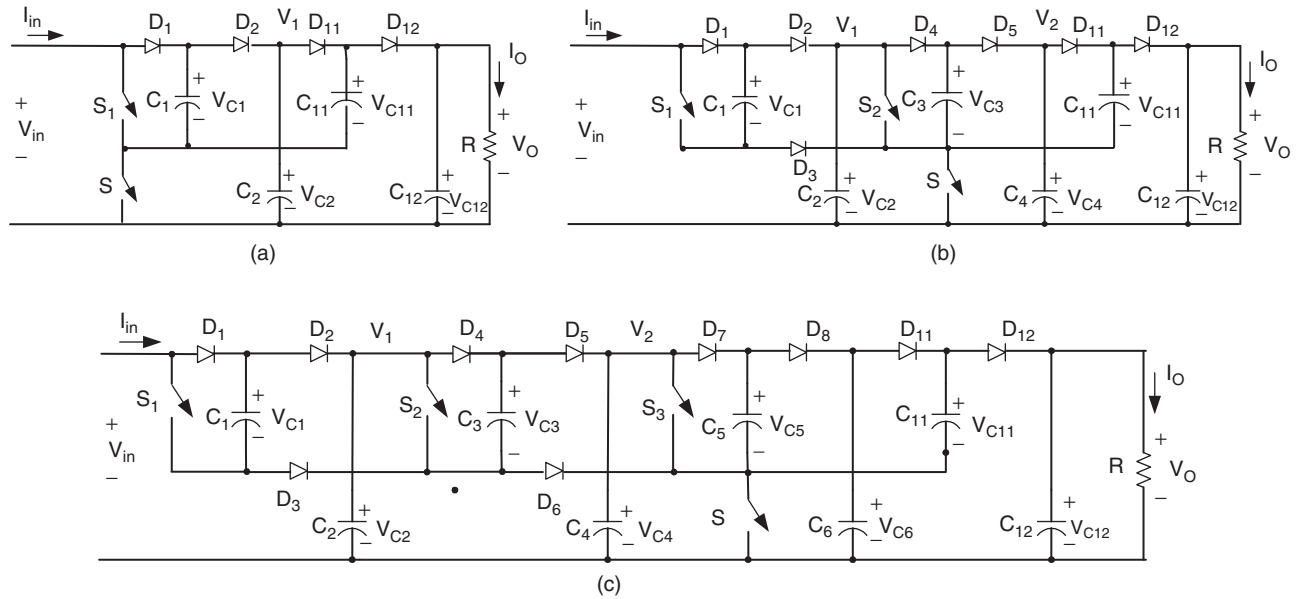 I_in D_1 D_2 V_1 D_11 D_12 I_O
S_1 C_1 + − V_C1 C_11 + − V_C11
+ V_in − S C_2 + − V_C2 C_12 + − V_C12 R + V_O −
(a)
I_in D_1 D_2 V_1 D_4 D_5 V_2 D_11 D_12 I_O
S_1 C_1 + − V_C1 S_2 C_3 + − V_C3 C_11 + − V_C11
+ V_in − D_3 C_2 + − V_C2 S C_4 + − V_C4 C_12 + − V_C12 R + V_O −
(b)
I_in D_1 D_2 V_1 D_4 D_5 V_2 D_7 D_8 D_11 D_12 I_O
S_1 C_1 + − V_C1 S_2 C_3 + − V_C3 S_3 C_5 + − V_C5 C_11 + − V_C11
+ V_in − D_3 D_6 R + V_O −
C_2 + − V_C2 C_4 + − V_C4 S C_6 + − V_C6 C_12 + − V_C12
(c)